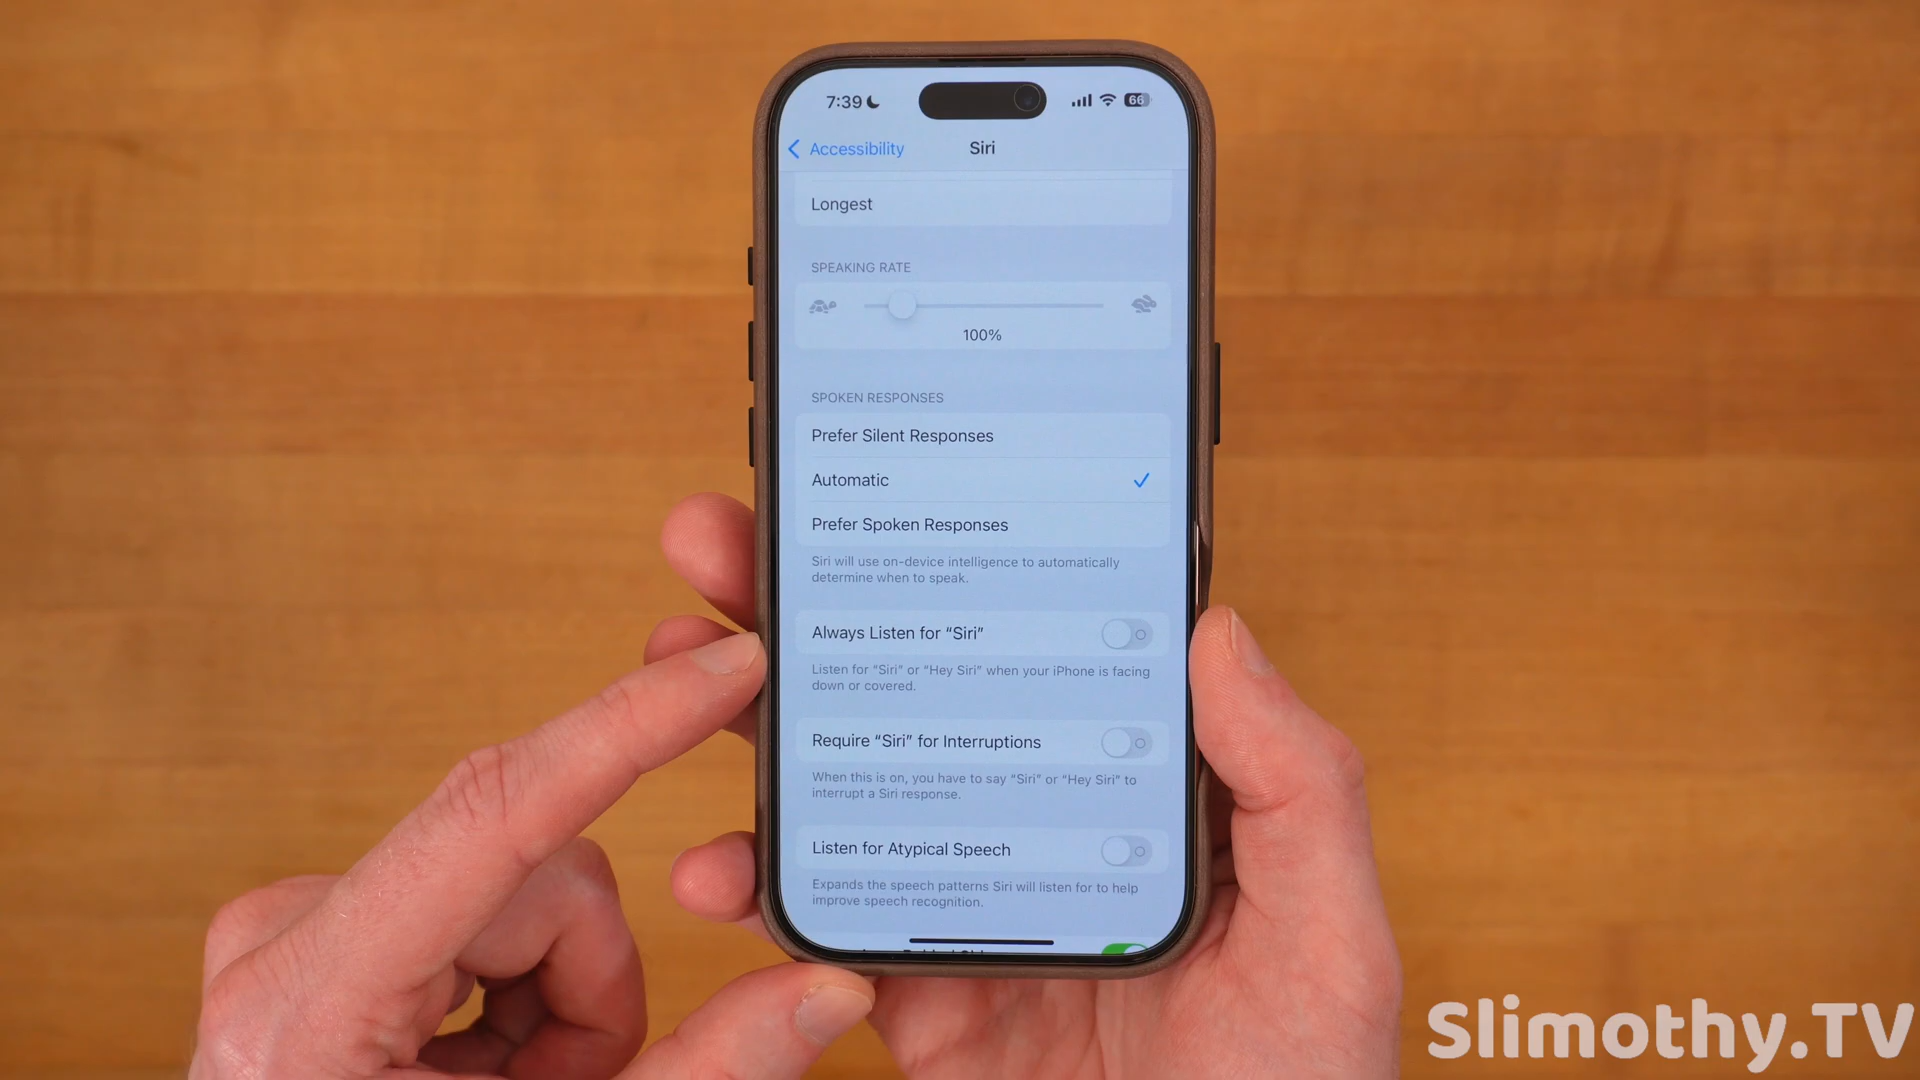 7:39
66
Accessibility
Siri
Longest
SPEAKING RATE
100%
SPOKEN RESPONSES
Prefer Silent Responses
Automatic
Prefer Spoken Responses
Siri will use on-device intelligence to automatically
determine when to speak.
Always Listen for “Siri”
Listen for “Siri” or “Hey Siri” when your iPhone is facing
down or covered.
Require “Siri” for Interruptions
When this is on, you have to say “Siri” or “Hey Siri” to
interrupt a Siri response.
Listen for Atypical Speech
Expands the speech patterns Siri will listen for to help
improve speech recognition.
Slimothy.TV